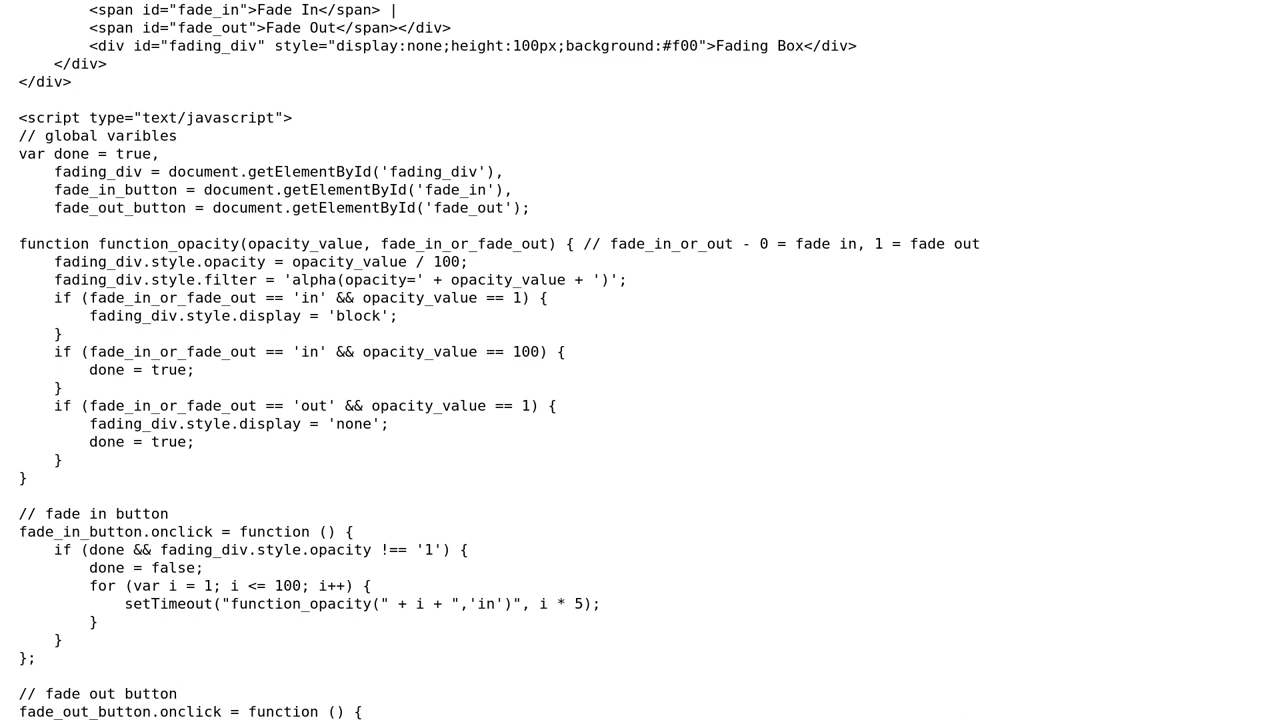 <span id="fade_in">Fade In</span> |
<span id="fade_out">Fade Out</span></div>
<div id="fading_div" style="display:none;height:100px;background:#f00">Fading Box</div>
</div>
</div>
<script type="text/javascript">
// global varibles
var done = true,
fading_div = document.getElementById('fading_div'),
fade_in_button = document.getElementById('fade_in'),
fade_out_button = document.getElementById('fade_out');
function function_opacity(opacity_value, fade_in_or_fade_out) { // fade_in_or_out - 0 = fade in, 1 = fade out
fading_div.style.opacity = opacity_value / 100;
fading_div.style.filter = 'alpha(opacity=' + opacity_value + ')';
if (fade_in_or_fade_out == 'in' && opacity_value == 1) {
fading_div.style.display = 'block';
}
if (fade_in_or_fade_out == 'in' && opacity_value == 100) {
done = true;
}
if (fade_in_or_fade_out == 'out' && opacity_value == 1) {
fading_div.style.display = 'none';
done = true;
}
}
// fade in button
fade_in_button.onclick = function () {
if (done && fading_div.style.opacity !== '1') {
done = false;
for (var i = 1; i <= 100; i++) {
setTimeout("function_opacity(" + i + ",'in')", i * 5);
}
}
};
// fade out button
fade_out_button.onclick = function () {